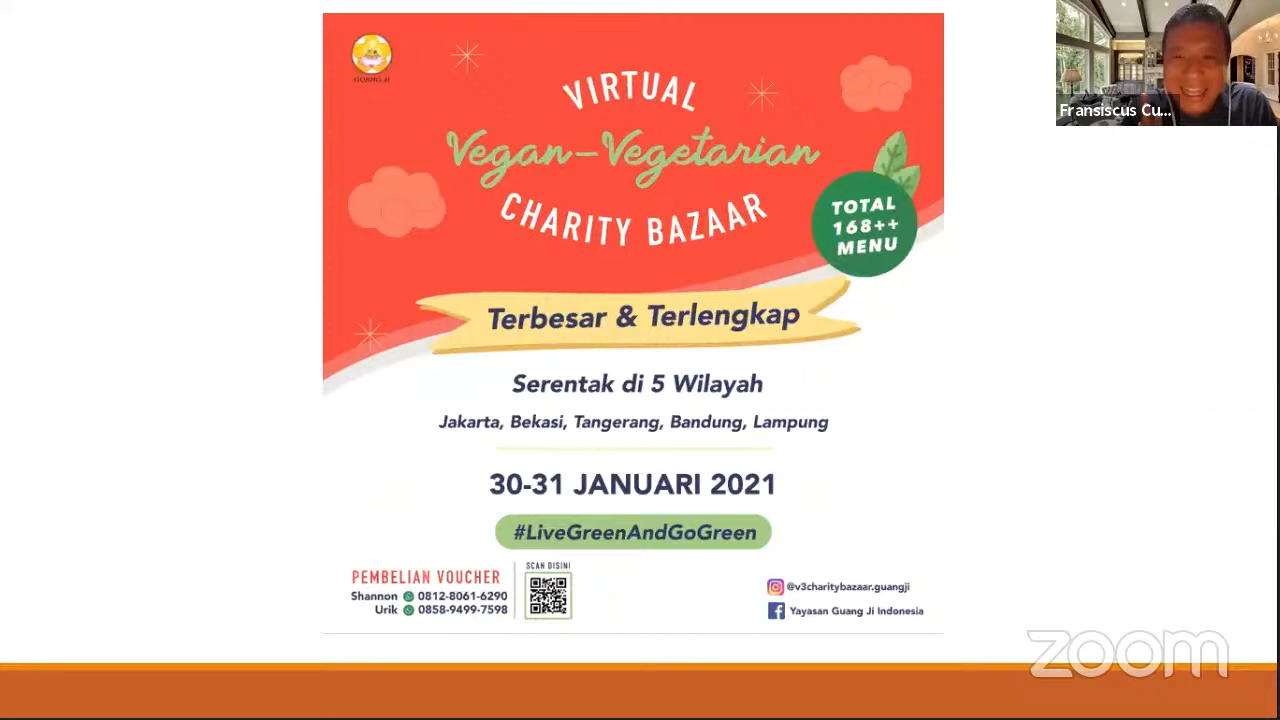 GUANG JI
VIRTUAL
Vegan-Vegetarian
CHARITY BAZAAR
TOTAL
168++
MENU
Terbesar & Terlengkap
Serentak di 5 Wilayah
Jakarta, Bekasi, Tangerang, Bandung, Lampung
30-31 JANUARI 2021
#LiveGreenAndGoGreen
PEMBELIAN VOUCHER
Shannon 0812-8061-6290
Urik 0858-9499-7598
SCAN DISINI
@v3charitybazaar.guangji
Yayasan Guang Ji Indonesia
Fransiscus Cu...
zoom